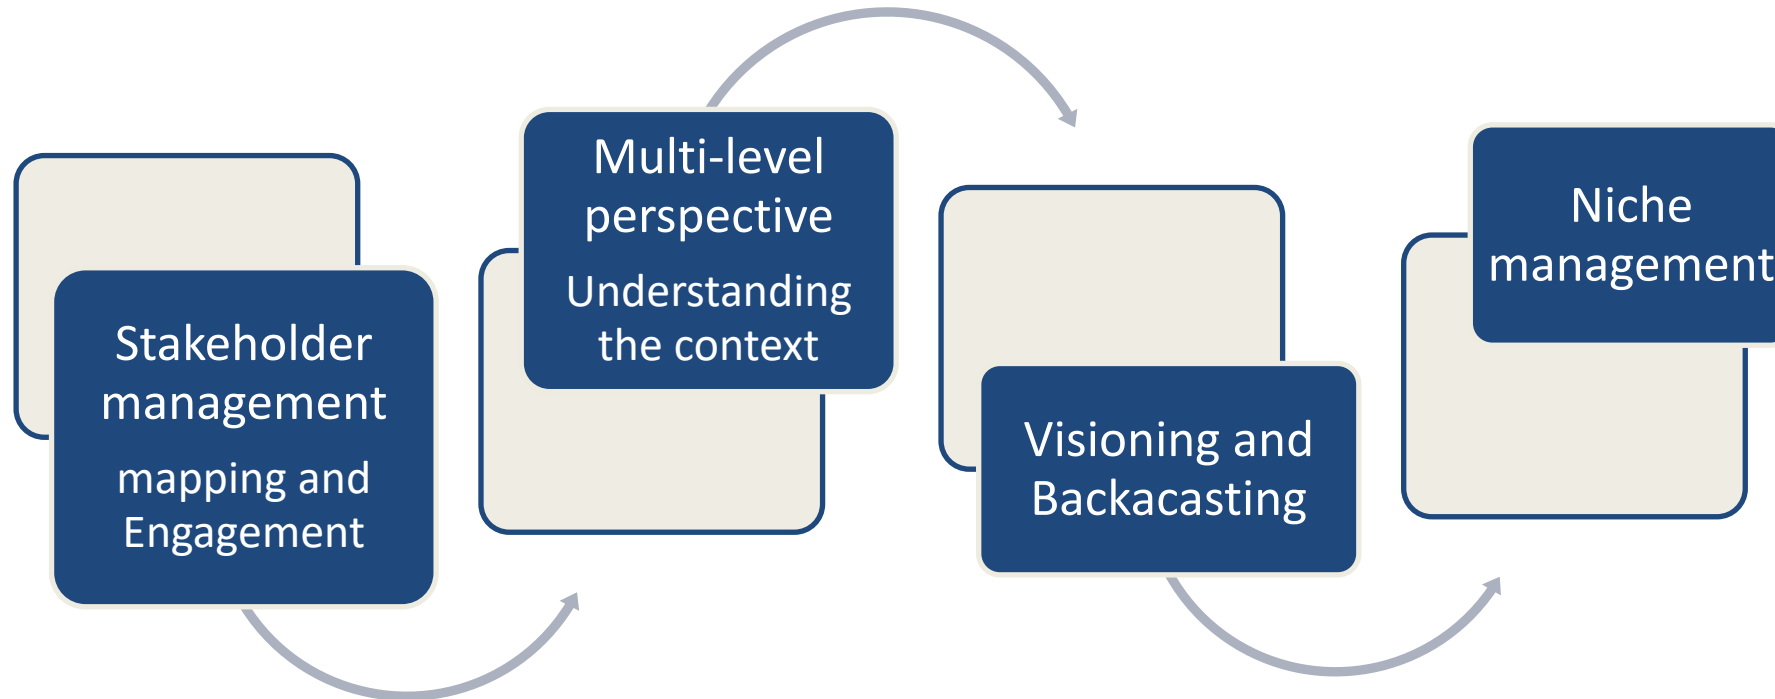 Stakeholder
management
mapping and
Engagement
Multi-level
perspective
Understanding
the context
Visioning and
Backacasting
Niche
management